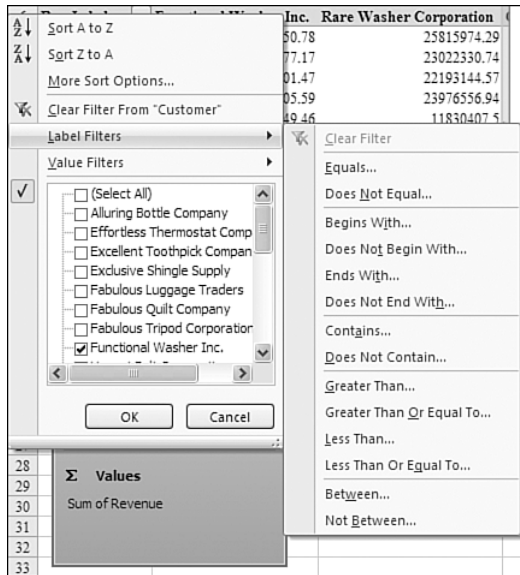 Inc. Rare Washer Corporation
50.78 25815974.29
77.17 23022330.74
01.47 22193144.57
05.59 23976556.94
49.46 11830407.5
Sort A to Z
Sort Z to A
More Sort Options...
Clear Filter From "Customer"
Label Filters
Value Filters
(Select All)
Alluring Bottle Company
Effortless Thermostat Comp
Excellent Toothpick Compan
Exclusive Shingle Supply
Fabulous Luggage Traders
Fabulous Quilt Company
Fabulous Tripod Corporation
Functional Washer Inc.
OK Cancel
Clear Filter
Equals...
Does Not Equal...
Begins With...
Does Not Begin With...
Ends With...
Does Not End With...
Contains...
Does Not Contain...
Greater Than...
Greater Than Or Equal To...
Less Than...
Less Than Or Equal To...
Between...
Not Between...
28
29
30
31
32
33
Σ Values
Sum of Revenue